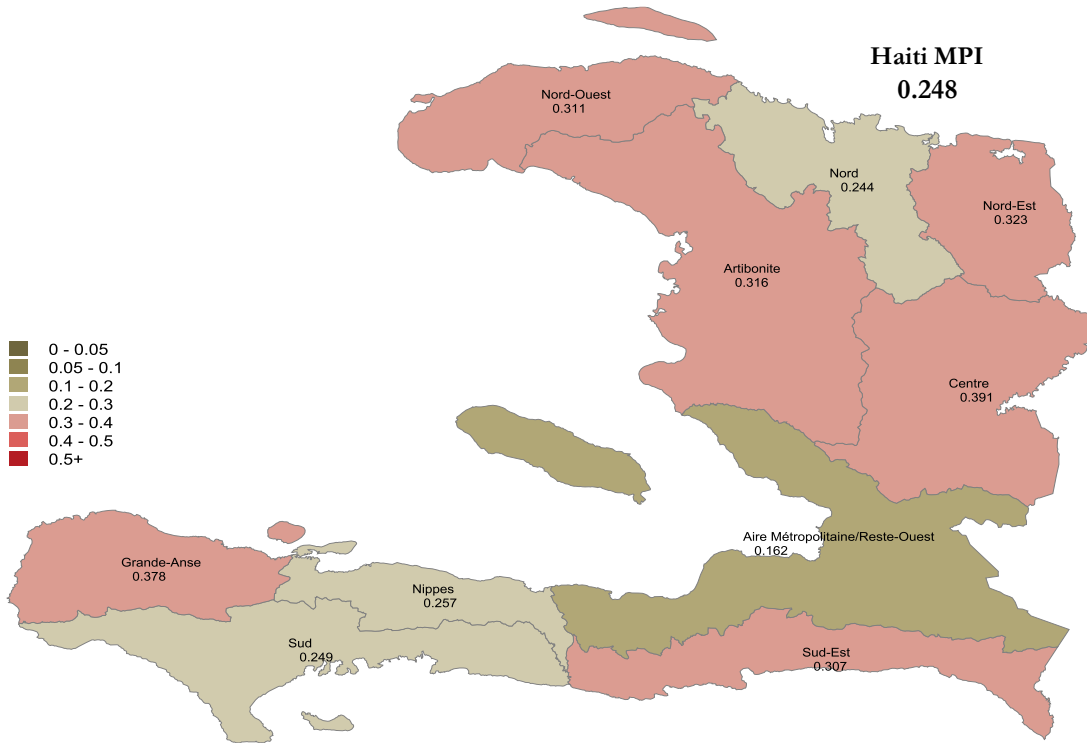 Haiti MPI
0.248
Nord-Ouest
0.311
Nord
0.244
Nord-Est
0.323
Artibonite
0.316
Centre
0.391
0 - 0.05
0.05 - 0.1
0.1 - 0.2
0.2 - 0.3
0.3 - 0.4
0.4 - 0.5
0.5+
Aire Métropolitaine/Reste-Ouest
0.162
Grande-Anse
0.378
Nippes
0.257
Sud
0.249
Sud-Est
0.307